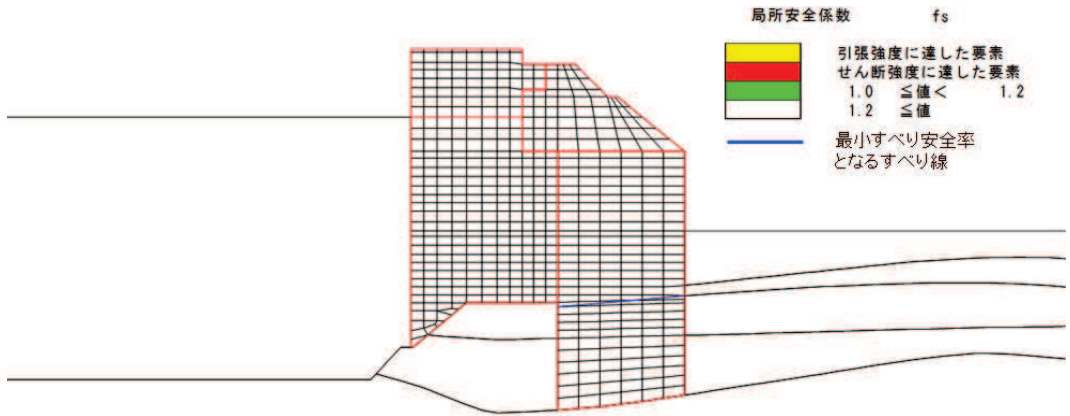 局所安全係数 fs
引張強度に達した要素
せん断強度に達した要素
1.0 ≦値< 1.2
1.2 ≦値
最小すべり安全率
となるすべり線